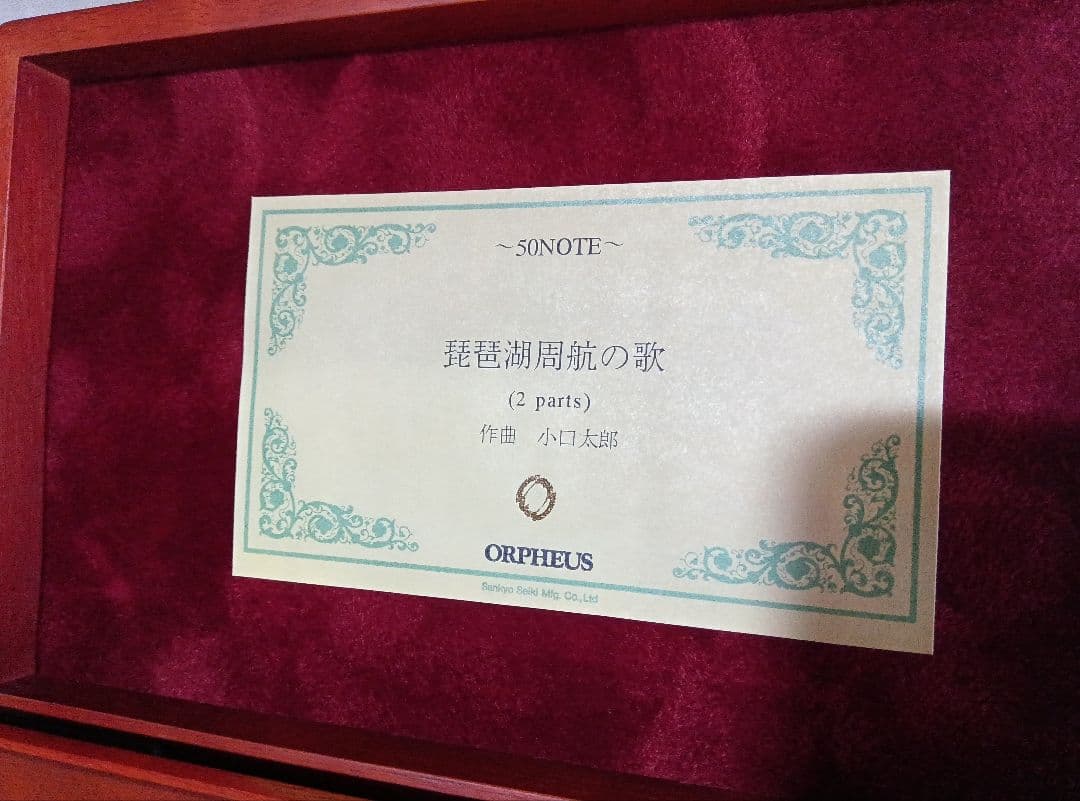 ～50NOTE～
琵琶湖周航の歌
(2 parts)
作曲　小口太郎
ORPHEUS
Sankyo Seiki Mfg. Co.,Ltd